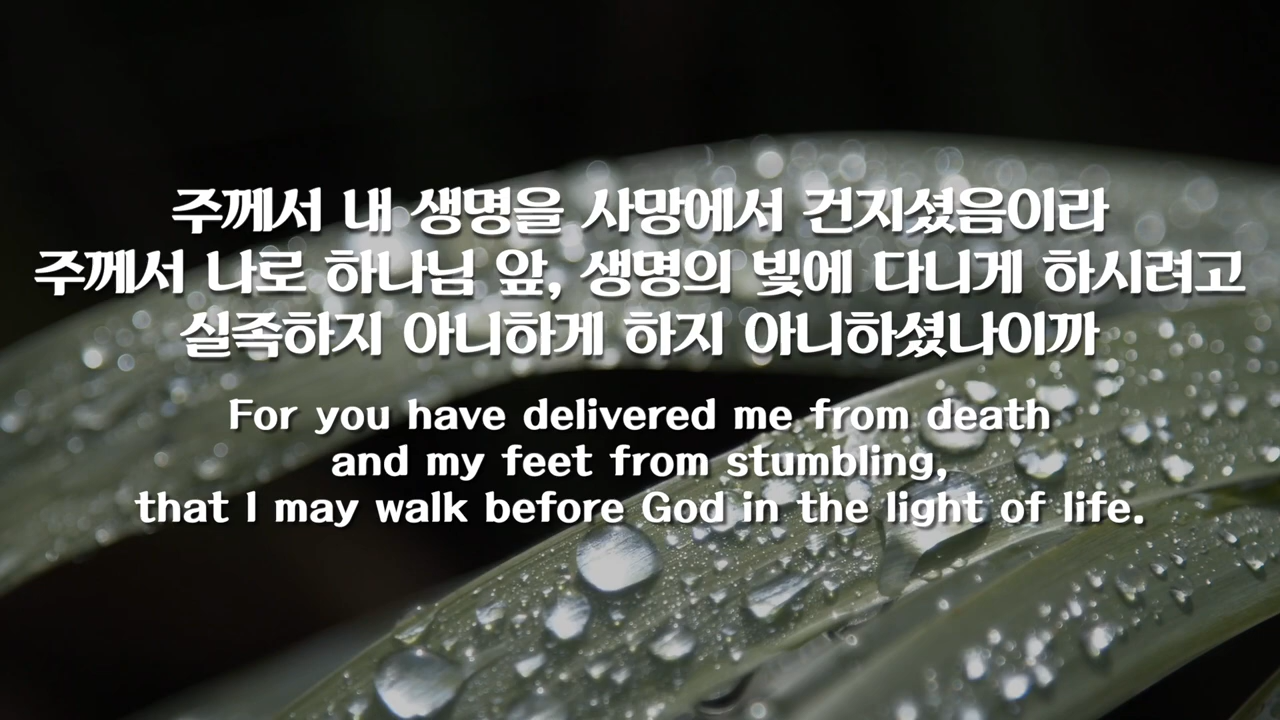 주께서 내 생명을 사망에서 건지셨음이라
주께서 나로 하나님 앞, 생명의 빛에 다니게 하시려고
실족하지 아니하게 하지 아니하셨나이까
For you have delivered me from death
and my feet from stumbling,
that I may walk before God in the light of life.